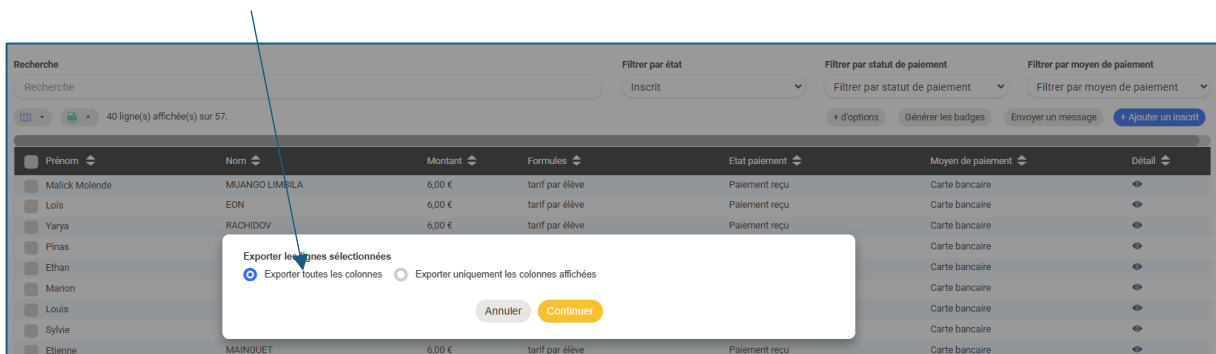 Recherche Filtrer par état Filtrer par statut de paiement Filtrer par moyen de paiement
Recherche Inscrit Filtrer par statut de paiement Filtrer par moyen de paiement
40 ligne(s) affichée(s) sur 57. + d'options Générer les badges Envoyer un message + Ajouter un inscrit
Prénom Nom Montant Formules Etat paiement Moyen de paiement Détail
Malick Molende MUANGO LIMBILA 6,00 € tarif par élève Paiement reçu Carte bancaire
Loïs EON 6,00 € tarif par élève Paiement reçu Carte bancaire
Yarya RACHIDOV 6,00 € tarif par élève Paiement reçu Carte bancaire
Pinas Carte bancaire
Ethan Carte bancaire
Marion Carte bancaire
Louis Carte bancaire
Sylvie Carte bancaire
Etienne MAINGUET 6,00 € tarif par élève Paiement reçu Carte bancaire
Exporter les lignes sélectionnées
Exporter toutes les colonnes Exporter uniquement les colonnes affichées
Annuler Continuer